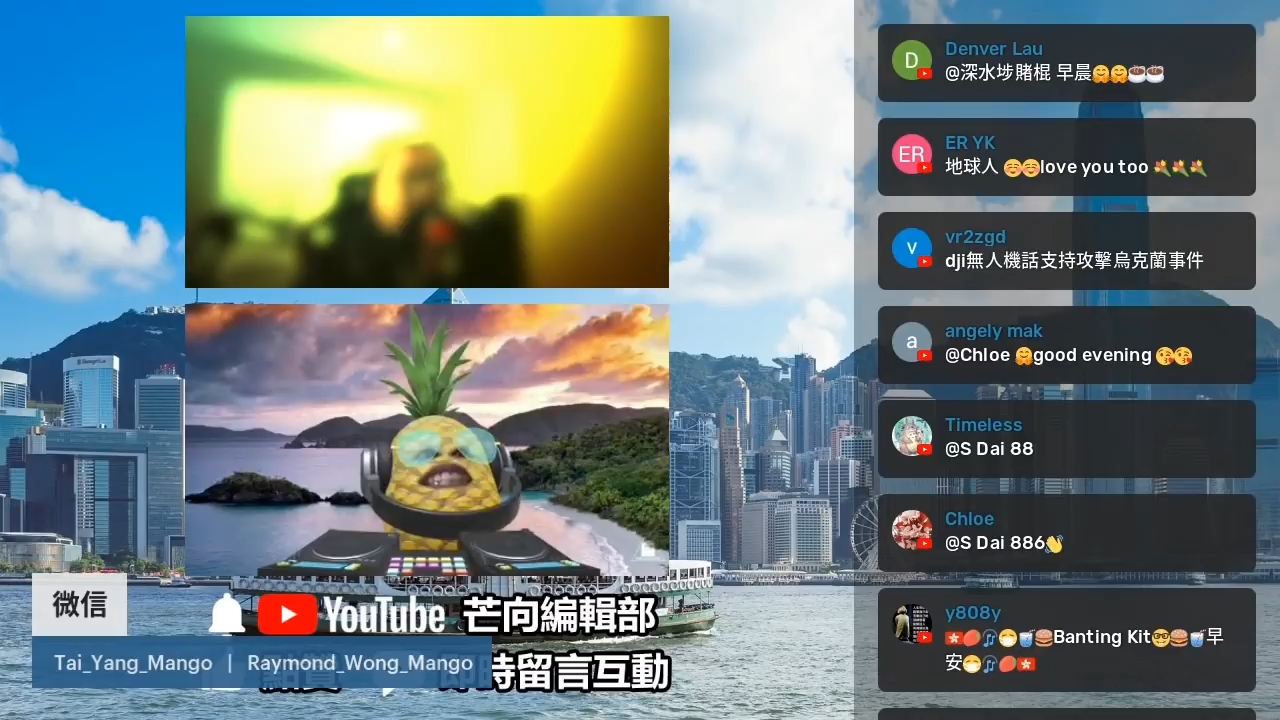 Denver Lau
@深水埗賭棍 早晨🤗🤗☕☕
ER YK
地球人 ☺️☺️love you too 💐💐💐
vr2zgd
dji無人機話支持攻擊烏克蘭事件
angely mak
@Chloe 🤗good evening 😘😘
Timeless
@S Dai 88
Chloe
@S Dai 886👋
y808y
Banting Kit🤓🍔🥤早
安
微信
YouTube 芒向編輯部
Tai_Yang_Mango | Raymond_Wong_Mango
時留言互動